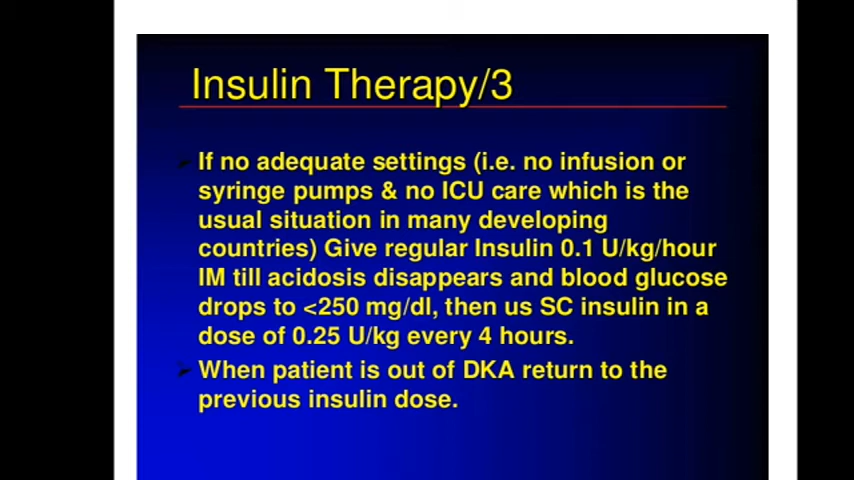 Insulin Therapy/3
If no adequate settings (i.e. no infusion or
syringe pumps & no ICU care which is the
usual situation in many developing
countries) Give regular Insulin 0.1 U/kg/hour
IM till acidosis disappears and blood glucose
drops to <250 mg/dl, then us SC insulin in a
dose of 0.25 U/kg every 4 hours.
When patient is out of DKA return to the
previous insulin dose.